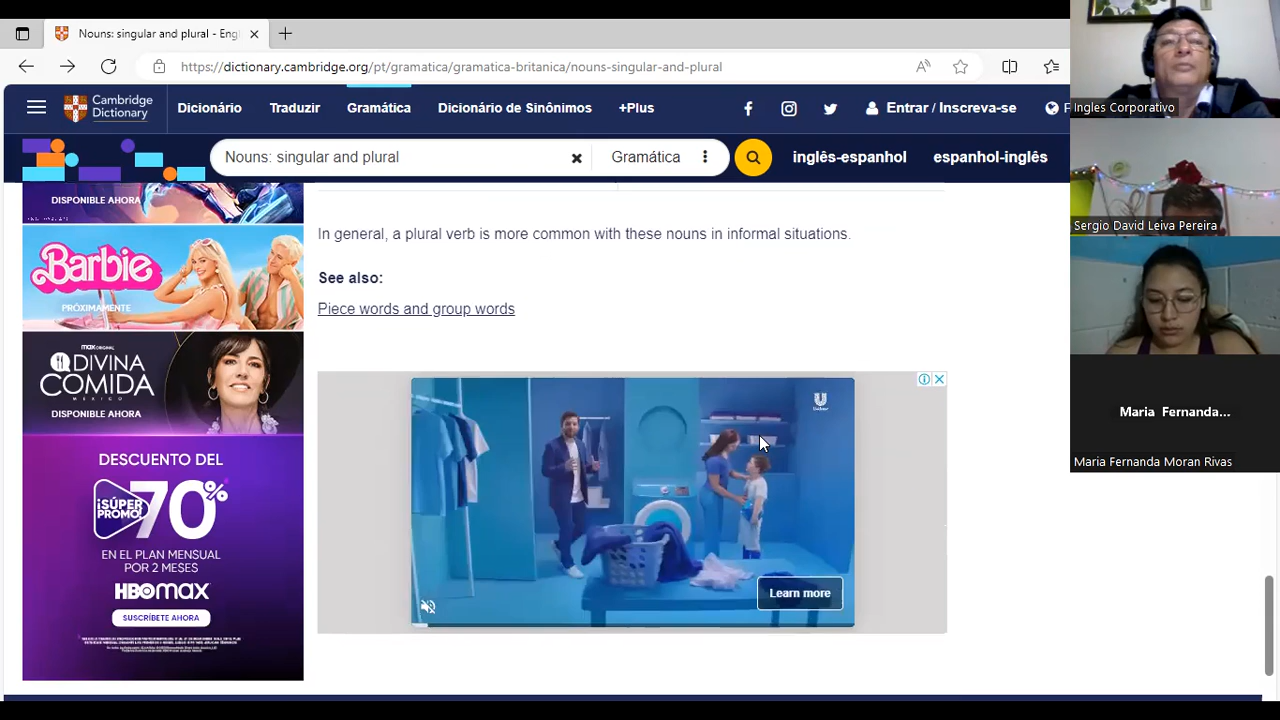 Nouns: singular and plural - Engl
https://dictionary.cambridge.org/pt/gramatica/gramatica-britanica/nouns-singular-and-plural
Cambridge
Dictionary
Dicionário
Traduzir
Gramática
Dicionário de Sinônimos
+Plus
Entrar / Inscreva-se
Nouns: singular and plural
Gramática
inglês-espanhol
espanhol-inglês
DISPONIBLE AHORA
Barbie
PRÓXIMAMENTE
max ORIGINAL
DIVINA
COMIDA
MÉXICO
DISPONIBLE AHORA
DESCUENTO DEL
¡SÚPER
PROMO!
70%
EN EL PLAN MENSUAL
POR 2 MESES
HBOMAX
SUSCRÍBETE AHORA
In general, a plural verb is more common with these nouns in informal situations.
See also:
Piece words and group words
Learn more
Ingles Corporativo
Sergio David Leiva Pereira
Maria Fernanda...
Maria Fernanda Moran Rivas